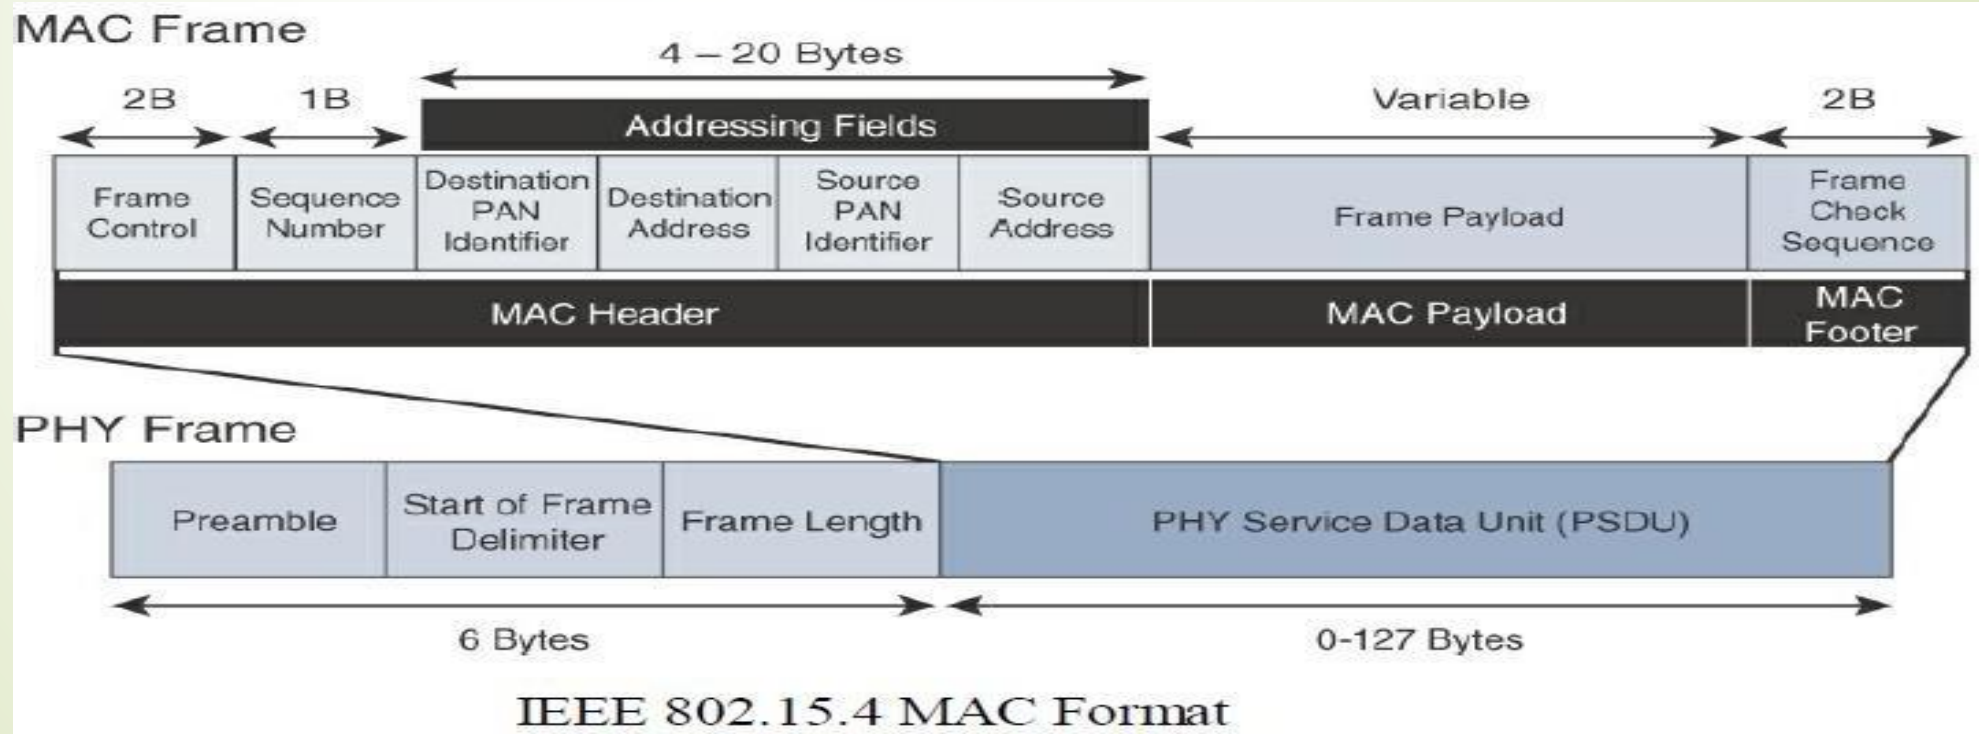 MAC Frame
4 – 20 Bytes
2B
1B
Variable
2B
Addressing Fields
Frame
Control
Sequence
Number
Destination
PAN
Identifier
Destination
Address
Source
PAN
Identifier
Source
Address
Frame Payload
Frame
Check
Sequence
MAC Header
MAC Payload
MAC
Footer
PHY Frame
Preamble
Start of Frame
Delimiter
Frame Length
PHY Service Data Unit (PSDU)
6 Bytes
0-127 Bytes
IEEE 802.15.4 MAC Format